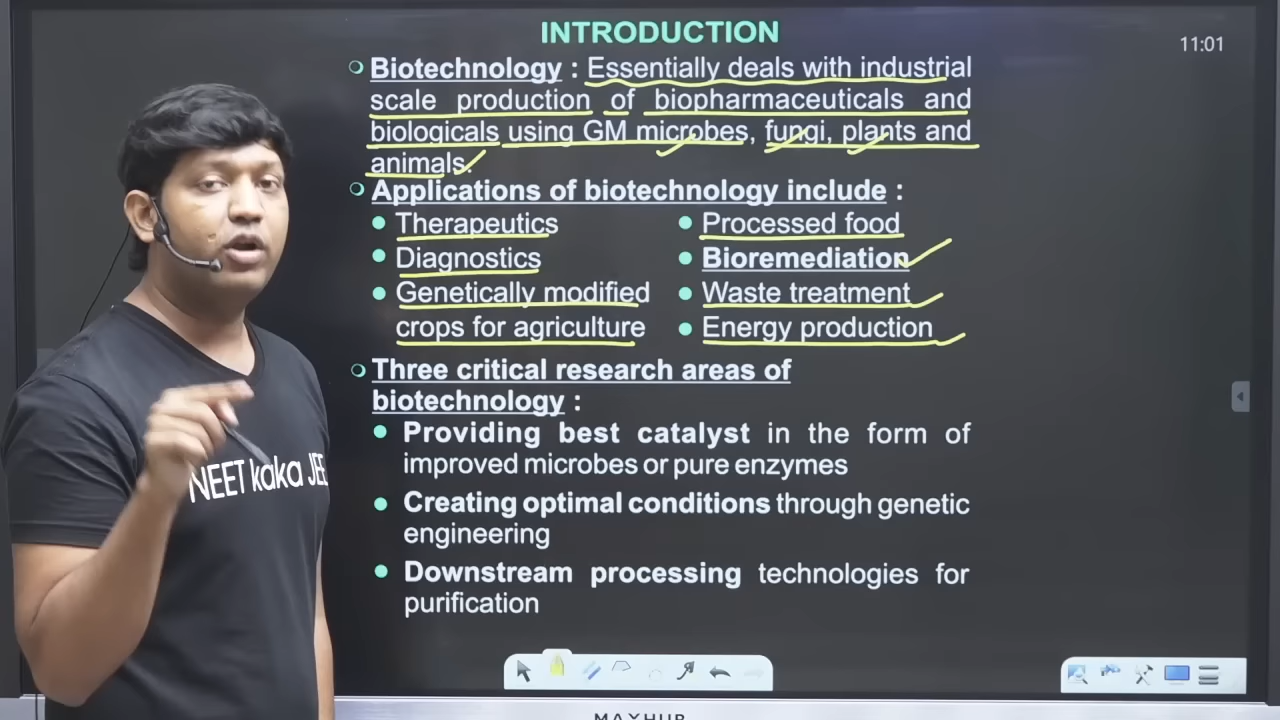 INTRODUCTION
11:01
Biotechnology : Essentially deals with industrial
scale production of biopharmaceuticals and
biologicals using GM microbes, fungi, plants and
animals.
Applications of biotechnology include :
Therapeutics
Diagnostics
Genetically modified
crops for agriculture
Processed food
Bioremediation
Waste treatment
Energy production
Three critical research areas of
biotechnology :
Providing best catalyst in the form of
improved microbes or pure enzymes
Creating optimal conditions through genetic
engineering
Downstream processing technologies for
purification
NEET kaka JEE
MAXHUB